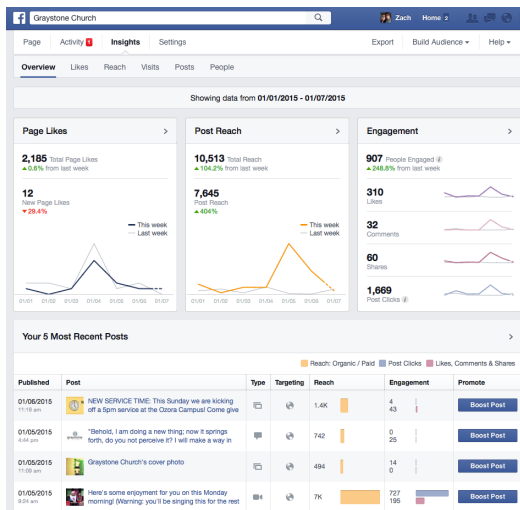 Graystone Church
Zach Home 2
Page Activity 1 Insights Settings Export Build Audience Help
Overview Likes Reach Visits Posts People
Showing data from 01/01/2015 - 01/07/2015
Page Likes >
2,185 Total Page Likes
0.6% from last week
12
New Page Likes
29.4%
This week
Last week
01/01 01/02 01/03 01/04 01/05 01/06 01/07
Post Reach >
10,513 Total Reach
104.2% from last week
7,645
Post Reach
404%
This week
Last week
01/01 01/02 01/03 01/04 01/05 01/06 01/07
Engagement >
907 People Engaged i
248.8% from last week
310
Likes
32
Comments
60
Shares
1,669
Post Clicks i
Your 5 Most Recent Posts >
Reach: Organic / Paid Post Clicks Likes, Comments & Shares
Published Post Type Targeting Reach Engagement Promote
01/06/2015
11:18 am
NEW SERVICE TIME: This Sunday we are kicking
off a 5pm service at the Ozora Campus! Come give
1.4K
4
43
Boost Post
01/05/2015
4:44 pm
"Behold, I am doing a new thing; now it springs
forth, do you not perceive it? I will make a way in
742
0
25
Boost Post
01/05/2015
11:09 am
Graystone Church's cover photo
494
14
0
Boost Post
01/05/2015
9:24 am
Here's some enjoyment for you on this Monday
morning! (Warning: you'll be singing this for the rest
7K
727
195
Boost Post